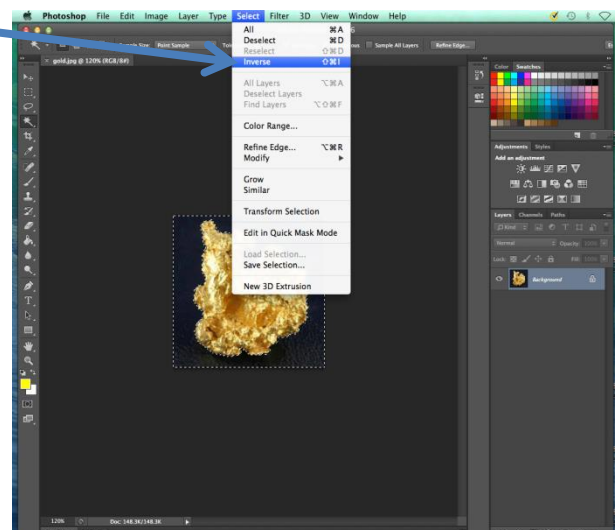 Photoshop File Edit Image Layer Type Select Filter 3D View Window Help
Sample Size: Point Sample
Sample All Layers Refine Edge...
× gold.jpg @ 120% (RGB/8#)
All ⌘A
Deselect ⌘D
Reselect ⇧⌘D
Inverse ⇧⌘I
All Layers ⌥⌘A
Deselect Layers
Find Layers ⌥⇧⌘F
Color Range...
Refine Edge... ⌥⌘R
Modify ▶
Grow
Similar
Transform Selection
Edit in Quick Mask Mode
Load Selection...
Save Selection...
New 3D Extrusion
Color Swatches
Adjustments Styles
Add an adjustment
Layers Channels Paths
Kind
Normal Opacity:
Lock: Fill:
Background
120% Doc: 148.3K/148.3K